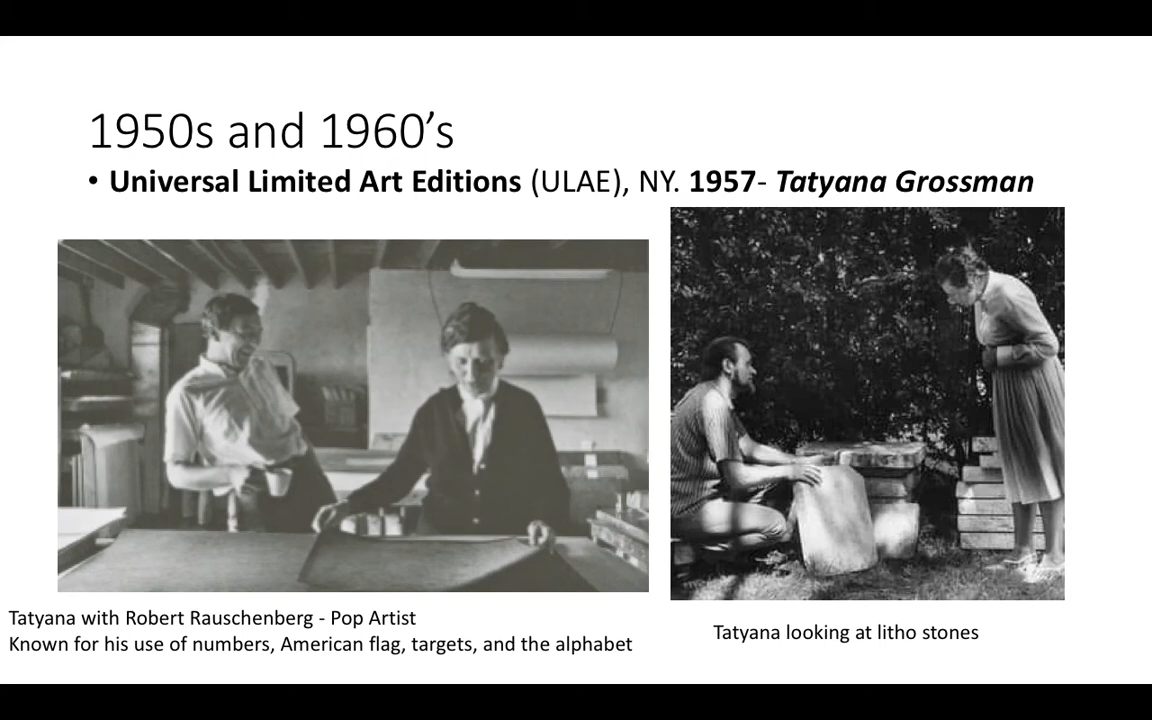 1950s and 1960’s
• Universal Limited Art Editions (ULAE), NY. 1957- Tatyana Grossman
Tatyana with Robert Rauschenberg - Pop Artist
Known for his use of numbers, American flag, targets, and the alphabet
Tatyana looking at litho stones